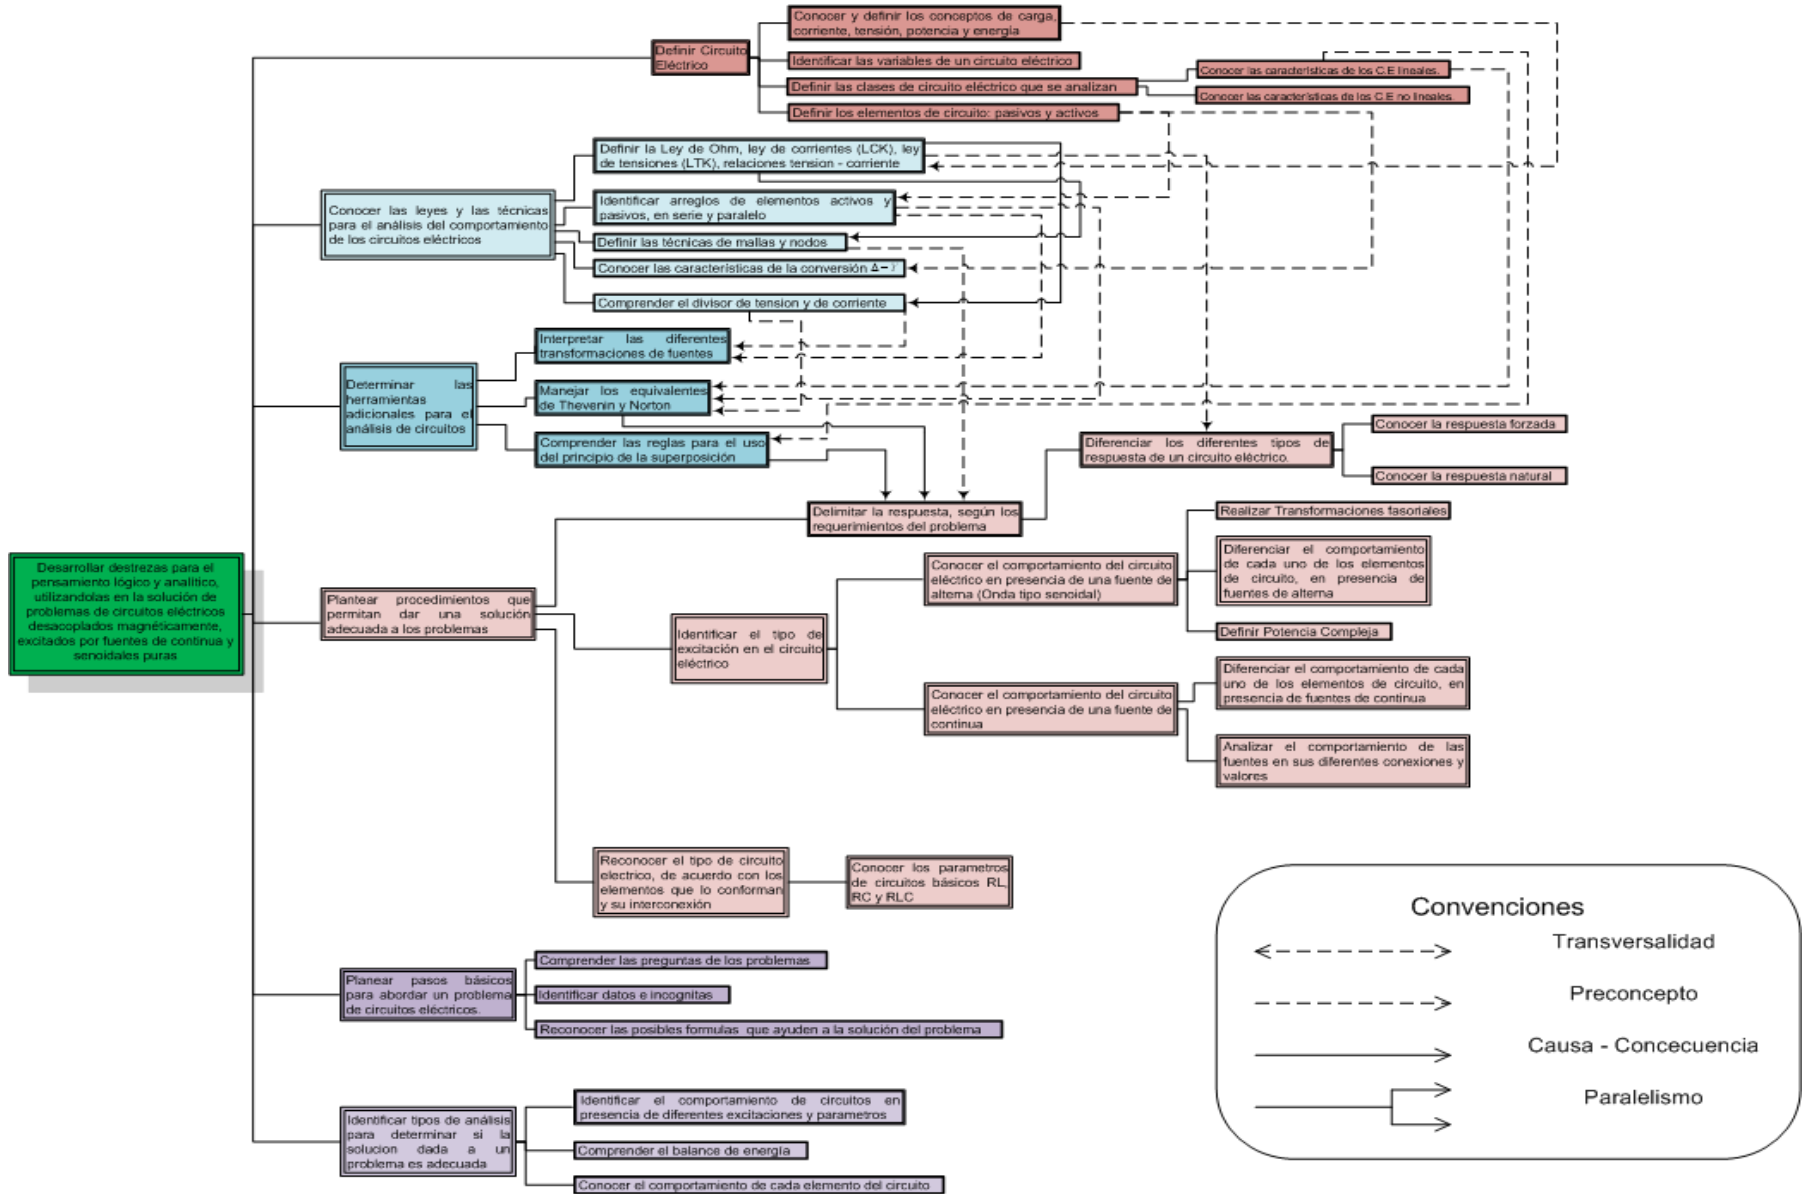 Conocer y definir los conceptos de carga,
corriente, tensión, potencia y energía
Definir Circuito
Eléctrico
Identificar las variables de un circuito eléctrico
Definir las clases de circuito eléctrico que se analizan
Conocer las características de los C.E lineales.
Conocer las características de los C.E no lineales.
Definir los elementos de circuito: pasivos y activos
Definir la Ley de Ohm, ley de corrientes (LCK), ley
de tensiones (LTK), relaciones tension - corriente
Conocer las leyes y las técnicas
para el análisis del comportamiento
de los circuitos eléctricos
Identificar arreglos de elementos activos y
pasivos, en serie y paralelo
Definir las técnicas de mallas y nodos
Conocer las características de la conversión Δ–Y
Comprender el divisor de tension y de corriente
Interpretar las diferentes
transformaciones de fuentes
Determinar las
herramientas
adicionales para el
análisis de circuitos
Manejar los equivalentes
de Thevenin y Norton
Comprender las reglas para el uso
del principio de la superposición
Diferenciar los diferentes tipos de
respuesta de un circuito eléctrico.
Conocer la respuesta forzada
Conocer la respuesta natural
Delimitar la respuesta, según los
requerimientos del problema
Desarrollar destrezas para el
pensamiento lógico y analítico,
utilizandolas en la solución de
problemas de circuitos eléctricos
desacoplados magnéticamente,
excitados por fuentes de continua y
senoidales puras
Plantear procedimientos que
permitan dar una solución
adecuada a los problemas
Identificar el tipo de
excitación en el circuito
eléctrico
Conocer el comportamiento del circuito
eléctrico en presencia de una fuente de
alterna (Onda tipo senoidal)
Realizar Transformaciones fasoriales
Diferenciar el comportamiento
de cada uno de los elementos
de circuito, en presencia de
fuentes de alterna
Definir Potencia Compleja
Conocer el comportamiento del circuito
eléctrico en presencia de una fuente de
continua
Diferenciar el comportamiento de cada
uno de los elementos de circuito, en
presencia de fuentes de continua
Analizar el comportamiento de las
fuentes en sus diferentes conexiones y
valores
Reconocer el tipo de circuito
electrico, de acuerdo con los
elementos que lo conforman
y su interconexión
Conocer los parametros
de circuitos básicos RL,
RC y RLC
Planear pasos básicos
para abordar un problema
de circuitos eléctricos.
Comprender las preguntas de los problemas
Identificar datos e incognitas
Reconocer las posibles formulas que ayuden a la solución del problema
Identificar tipos de análisis
para determinar si la
solucion dada a un
problema es adecuada
Identificar el comportamiento de circuitos en
presencia de diferentes excitaciones y parametros
Comprender el balance de energía
Conocer el comportamiento de cada elemento del circuito
Convenciones
Transversalidad
Preconcepto
Causa - Concecuencia
Paralelismo